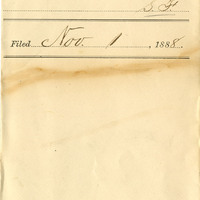 S. F.
Filed Nov. 1, 1888.